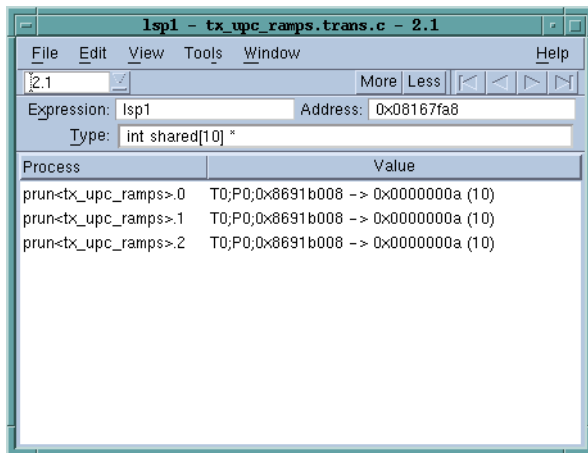 lsp1 - tx_upc_ramps.trans.c - 2.1
File Edit View Tools Window Help
2.1 More Less
Expression: lsp1 Address: 0x08167fa8
Type: int shared[10] *
Process Value
prun<tx_upc_ramps>.0 T0;P0;0x8691b008 -> 0x0000000a (10)
prun<tx_upc_ramps>.1 T0;P0;0x8691b008 -> 0x0000000a (10)
prun<tx_upc_ramps>.2 T0;P0;0x8691b008 -> 0x0000000a (10)